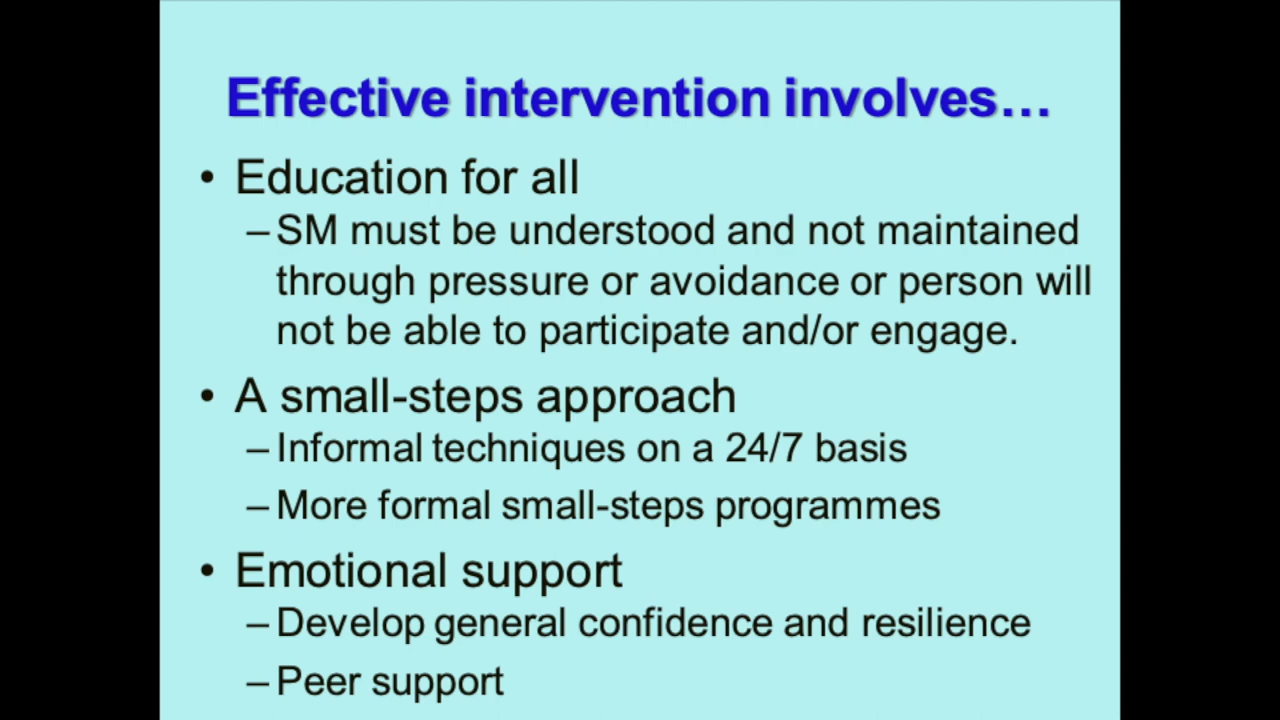 Effective intervention involves…
• Education for all
– SM must be understood and not maintained
through pressure or avoidance or person will
not be able to participate and/or engage.
• A small-steps approach
– Informal techniques on a 24/7 basis
– More formal small-steps programmes
• Emotional support
– Develop general confidence and resilience
– Peer support